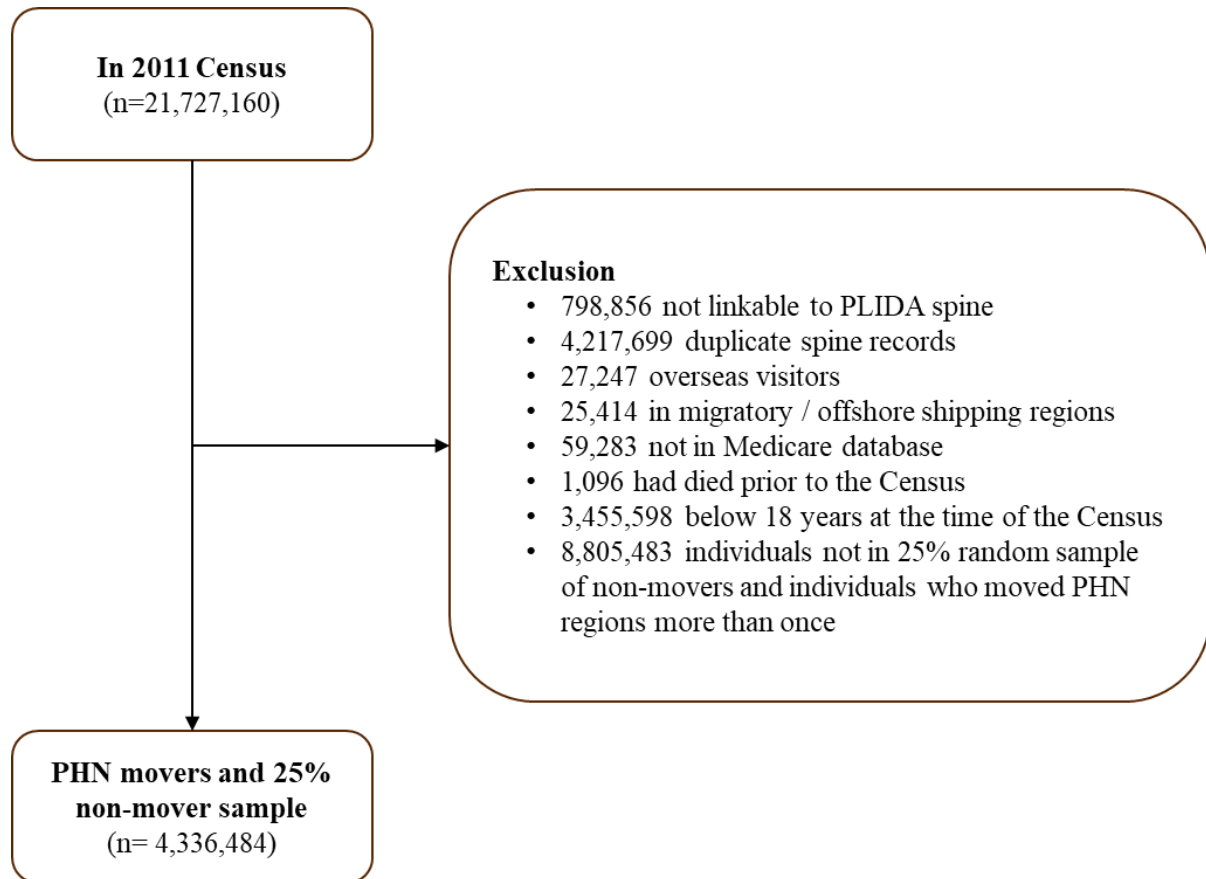 In 2011 Census
(n=21,727,160)
Exclusion
• 798,856 not linkable to PLIDA spine
• 4,217,699 duplicate spine records
• 27,247 overseas visitors
• 25,414 in migratory / offshore shipping regions
• 59,283 not in Medicare database
• 1,096 had died prior to the Census
• 3,455,598 below 18 years at the time of the Census
• 8,805,483 individuals not in 25% random sample
of non-movers and individuals who moved PHN
regions more than once
PHN movers and 25%
non-mover sample
(n= 4,336,484)